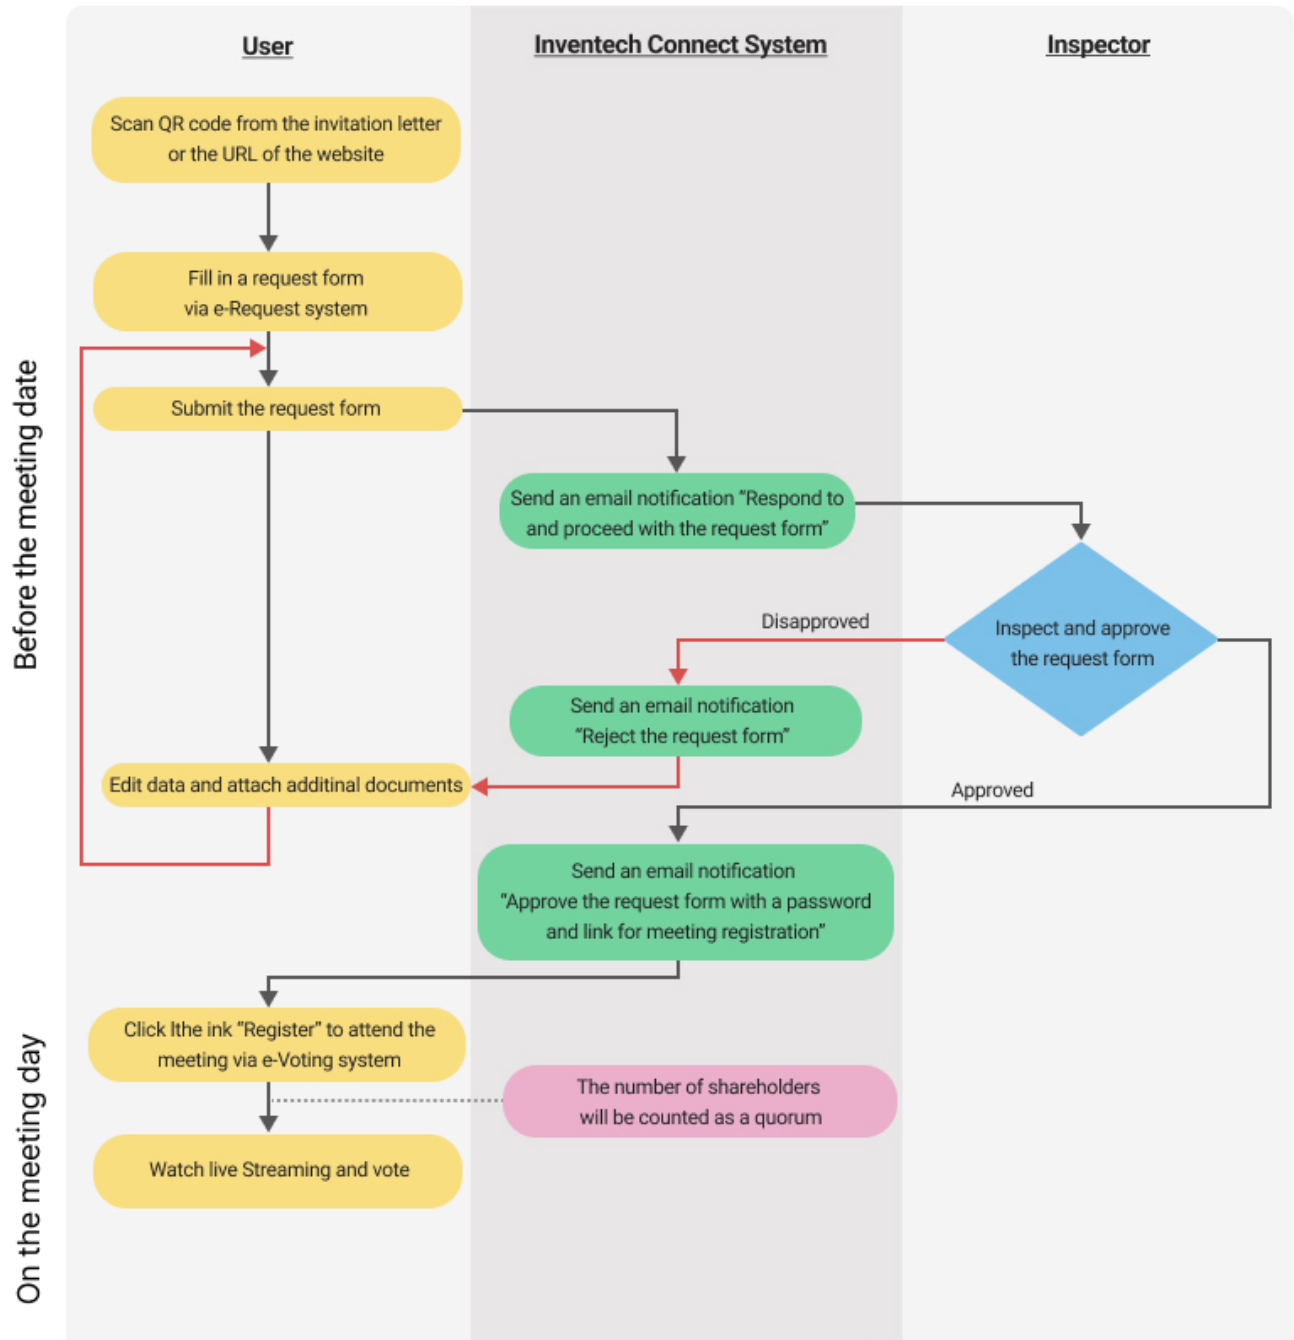 User
Inventech Connect System
Inspector
Scan QR code from the invitation letter
or the URL of the website
Fill in a request form
via e-Request system
Submit the request form
Send an email notification “Respond to
and proceed with the request form”
Inspect and approve
the request form
Disapproved
Send an email notification
“Reject the request form”
Edit data and attach additinal documents
Approved
Send an email notification
“Approve the request form with a password
and link for meeting registration”
Click lthe ink “Register” to attend the
meeting via e-Voting system
The number of shareholders
will be counted as a quorum
Watch live Streaming and vote
Before the meeting date
On the meeting day